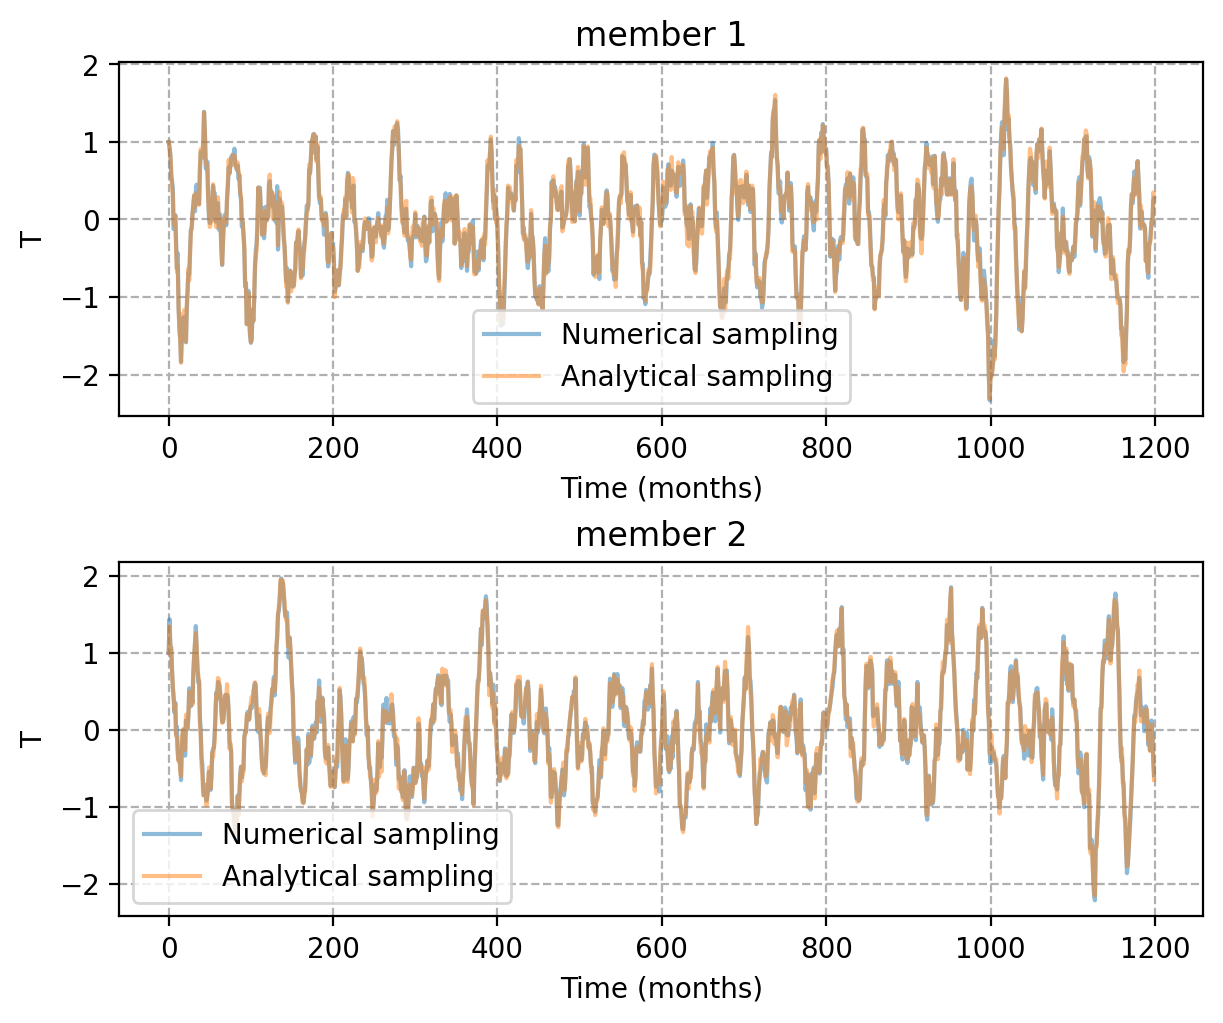 member 1
2
1
0
−1
−2
T
Numerical sampling
Analytical sampling
0 200 400 600 800 1000 1200
Time (months)
member 2
2
1
0
−1
−2
T
Numerical sampling
Analytical sampling
0 200 400 600 800 1000 1200
Time (months)